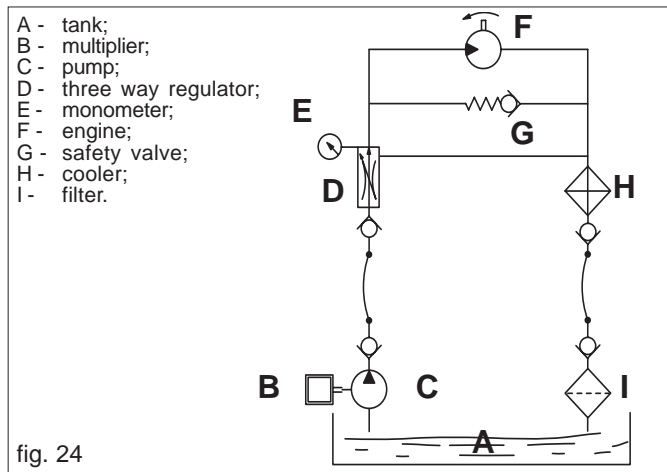 A - tank;
B - multiplier;
C - pump;
D - three way regulator;
E - monometer;
F - engine;
G - safety valve;
H - cooler;
I - filter.
F
E
G
D
H
B
C
I
A
fig. 24